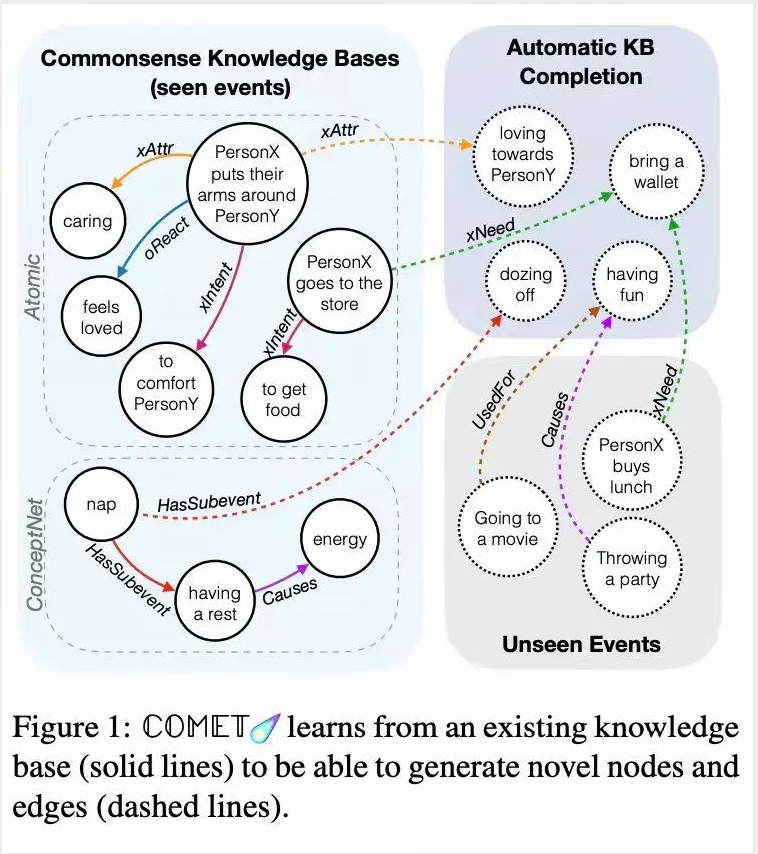 Commonsense Knowledge Bases
(seen events)
Atomic
xAttr
PersonX
puts their
arms around
PersonY
xAttr
caring
oReact
feels
loved
xIntent
to
comfort
PersonY
PersonX
goes to the
store
xIntent
to get
food
xNeed
ConceptNet
nap
HasSubevent
HasSubevent
having
a rest
Causes
energy
Automatic KB
Completion
loving
towards
PersonY
bring a
wallet
dozing
off
having
fun
UsedFor
Causes
xNeed
PersonX
buys
lunch
Going to
a movie
Throwing
a party
Unseen Events
Figure 1: ℂ𝕆𝕄𝔼𝕋 learns from an existing knowledge
base (solid lines) to be able to generate novel nodes and
edges (dashed lines).